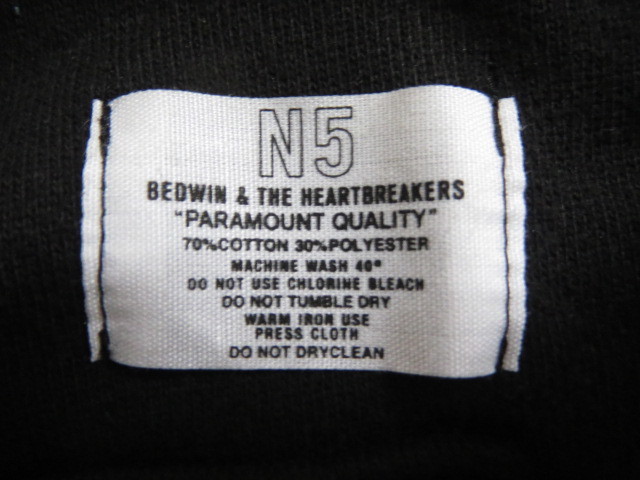 N5
BEDWIN & THE HEARTBREAKERS
"PARAMOUNT QUALITY"
70%COTTON 30%POLYESTER
MACHINE WASH 40°
DO NOT USE CHLORINE BLEACH
DO NOT TUMBLE DRY
WARM IRON USE
PRESS CLOTH
DO NOT DRYCLEAN